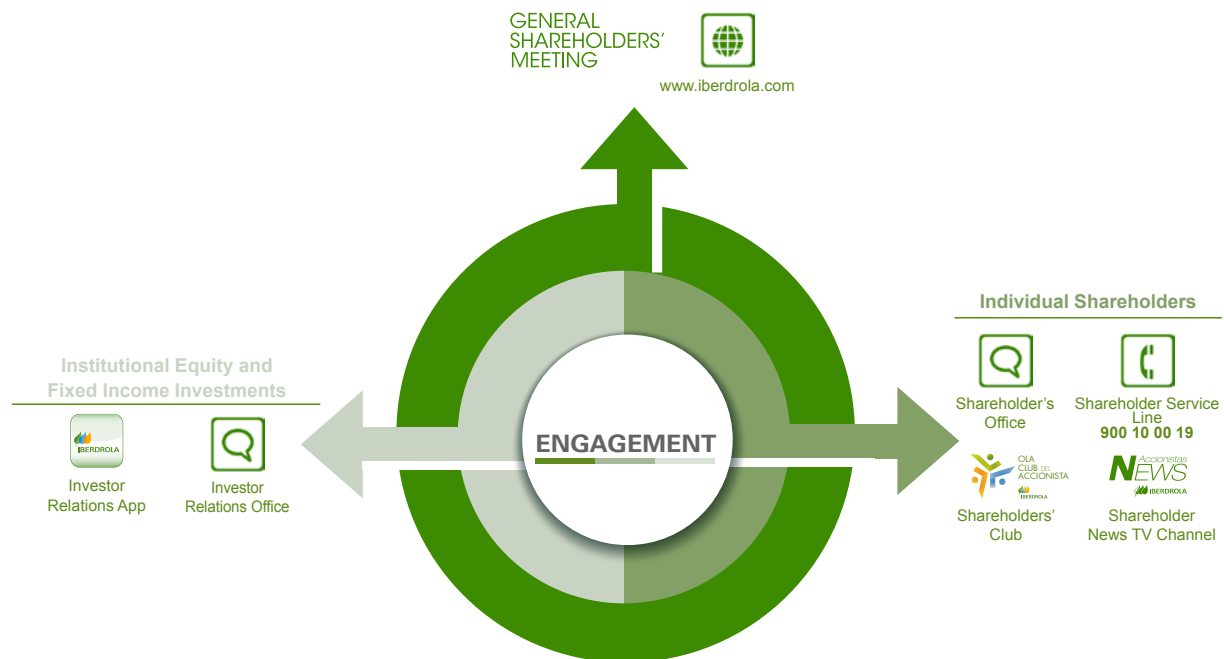 GENERAL
SHAREHOLDERS'
MEETING
www.iberdrola.com
Institutional Equity and
Fixed Income Investments
IBERDROLA
Investor
Relations App
Investor
Relations Office
ENGAGEMENT
Individual Shareholders
Shareholder's
Office
Shareholder Service
Line
900 10 00 19
OLA
CLUB DEL
ACCIONISTA
IBERDROLA
Shareholders'
Club
Accionistas
NEWS
IBERDROLA
Shareholder
News TV Channel